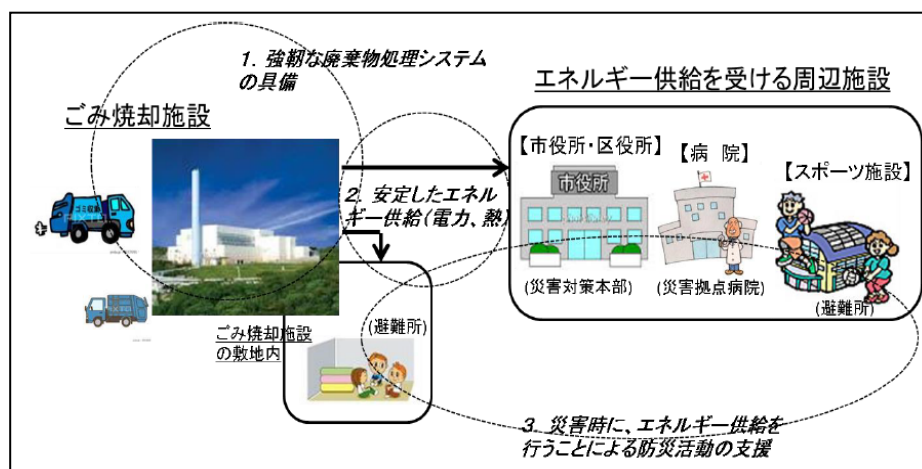 1. 強靭な廃棄物処理システム
の具備
エネルギー供給を受ける周辺施設
ごみ焼却施設
【市役所・区役所】
【病 院】
【スポーツ施設】
市役所
ゴミ収集
2. 安定したエネル
ギー供給(電力、熱)
(災害対策本部)
(災害拠点病院)
(避難所)
(避難所)
ごみ焼却施設
の敷地内
3. 災害時に、エネルギー供給を
行うことによる防災活動の支援